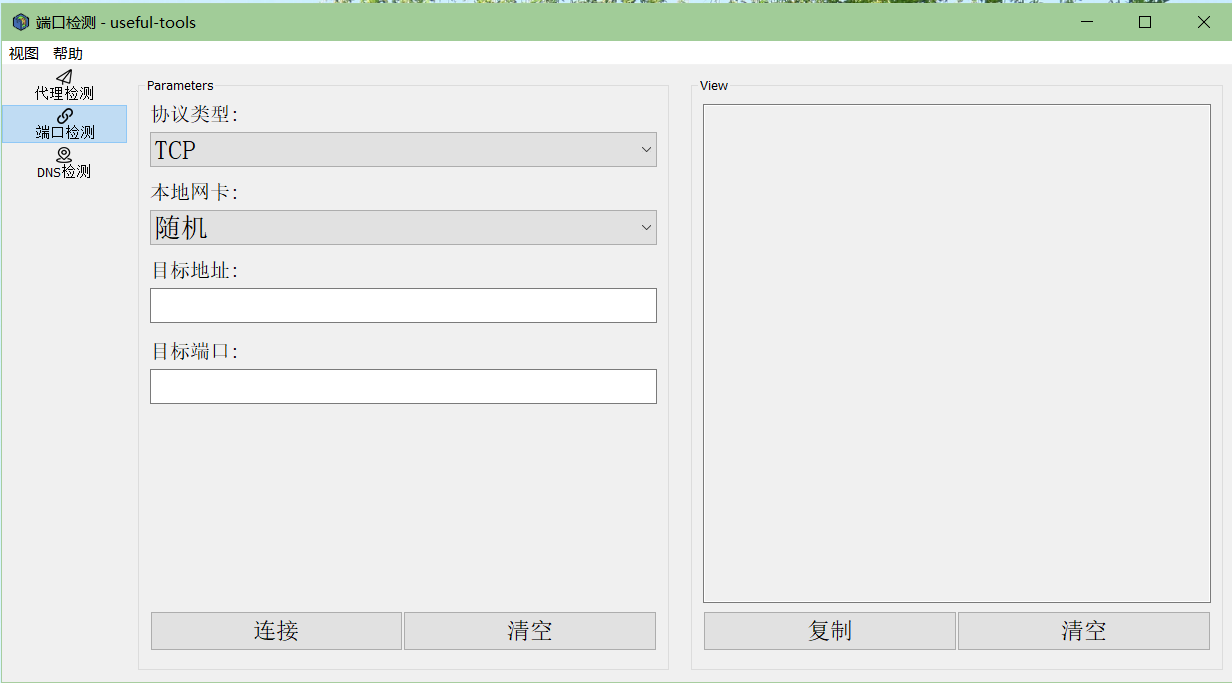 端口检测 - useful-tools
视图 帮助
代理检测
端口检测
DNS检测
Parameters
协议类型：
TCP
本地网卡：
随机
目标地址：
目标端口：
连接 清空
View
复制 清空